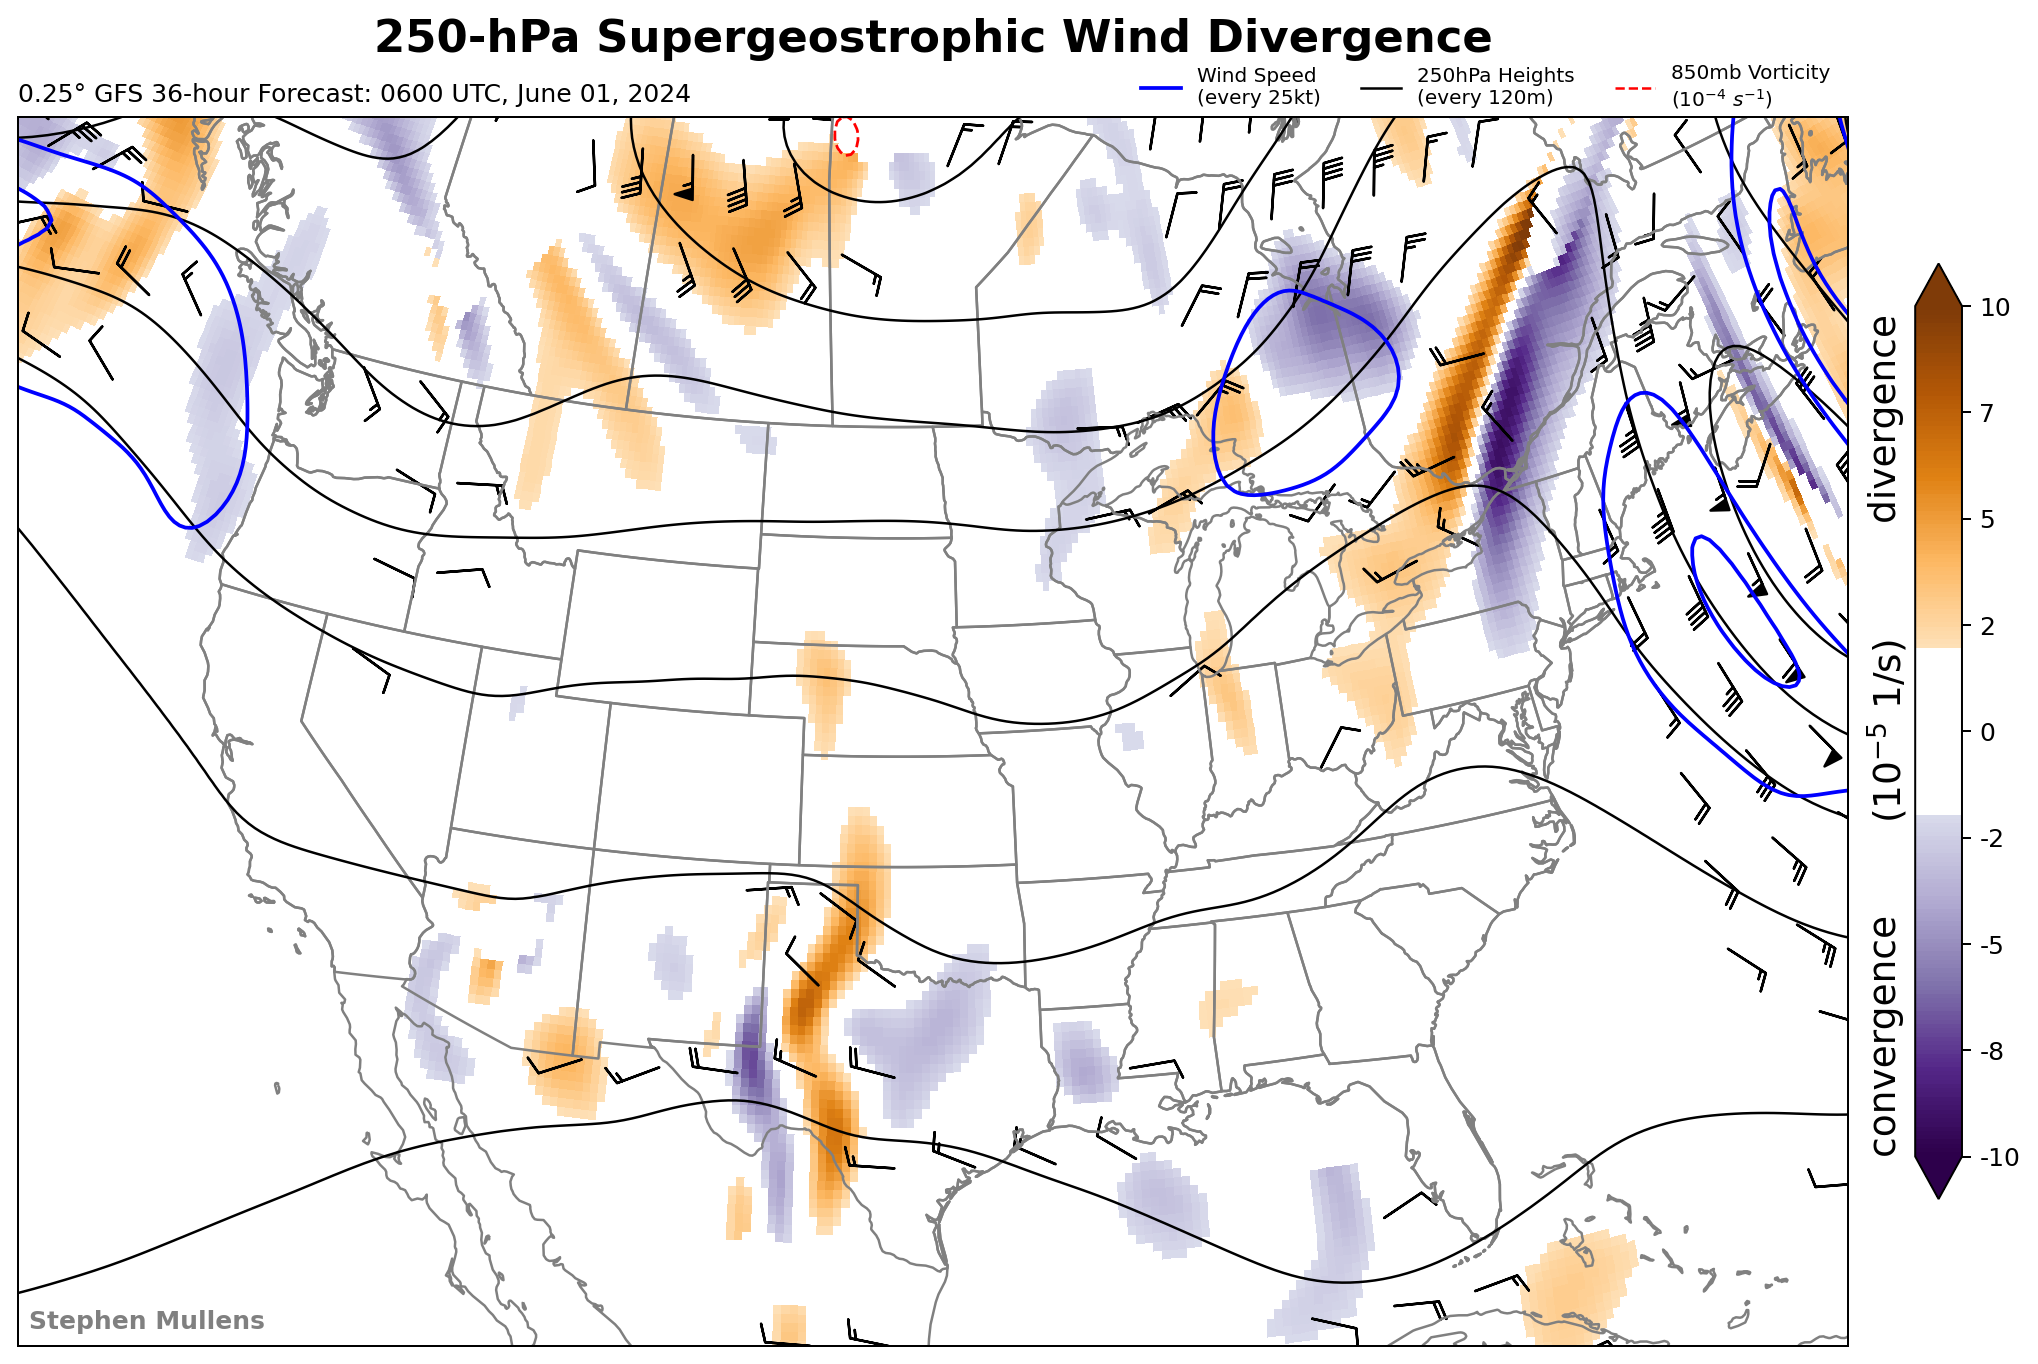 250-hPa Supergeostrophic Wind Divergence
0.25° GFS 36-hour Forecast: 0600 UTC, June 01, 2024
Wind Speed
(every 25kt)
250hPa Heights
(every 120m)
850mb Vorticity
(10⁻⁴ s⁻¹)
10
7
5
2
0
-2
-5
-8
-10
convergence (10⁻⁵ 1/s) divergence
Stephen Mullens